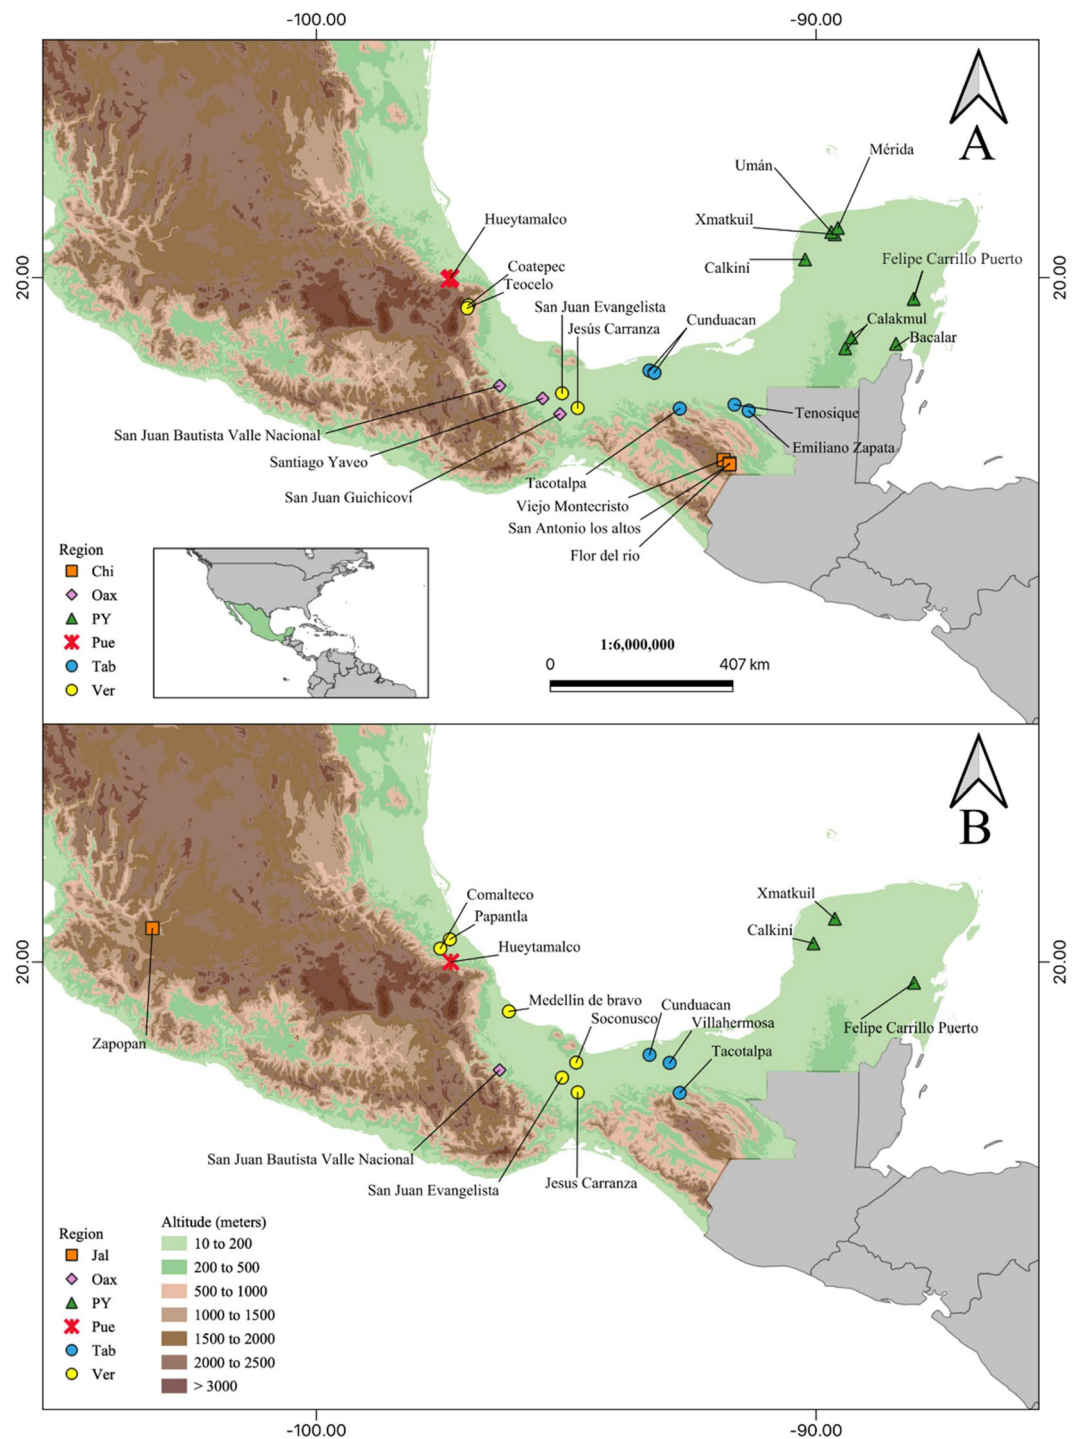 -100.00
-90.00
A
Mérida
Umán
Xmatkuil
Hueytamalco
20.00
20.00
Calkiní
Felipe Carrillo Puerto
Coatepec
Teocelo
San Juan Evangelista
Jesús Carranza
Cunduacan
Calakmul
Bacalar
Tenosique
San Juan Bautista Valle Nacional
Santiago Yaveo
Emiliano Zapata
San Juan Guichicovi
Tacotalpa
Viejo Montecristo
San Antonio los altos
Flor del rio
Region
Chi
Oax
PY
Pue
Tab
Ver
1:6,000,000
0
407 km
B
Comalteco
Papantla
Hueytamalco
Xmatkuil
Calkiní
20.00
20.00
Medellin de bravo
Soconusco
Cunduacan
Villahermosa
Felipe Carrillo Puerto
Zapopan
Tacotalpa
San Juan Bautista Valle Nacional
San Juan Evangelista
Jesus Carranza
Region
Jal
Oax
PY
Pue
Tab
Ver
Altitude (meters)
10 to 200
200 to 500
500 to 1000
1000 to 1500
1500 to 2000
2000 to 2500
> 3000
-100.00
-90.00